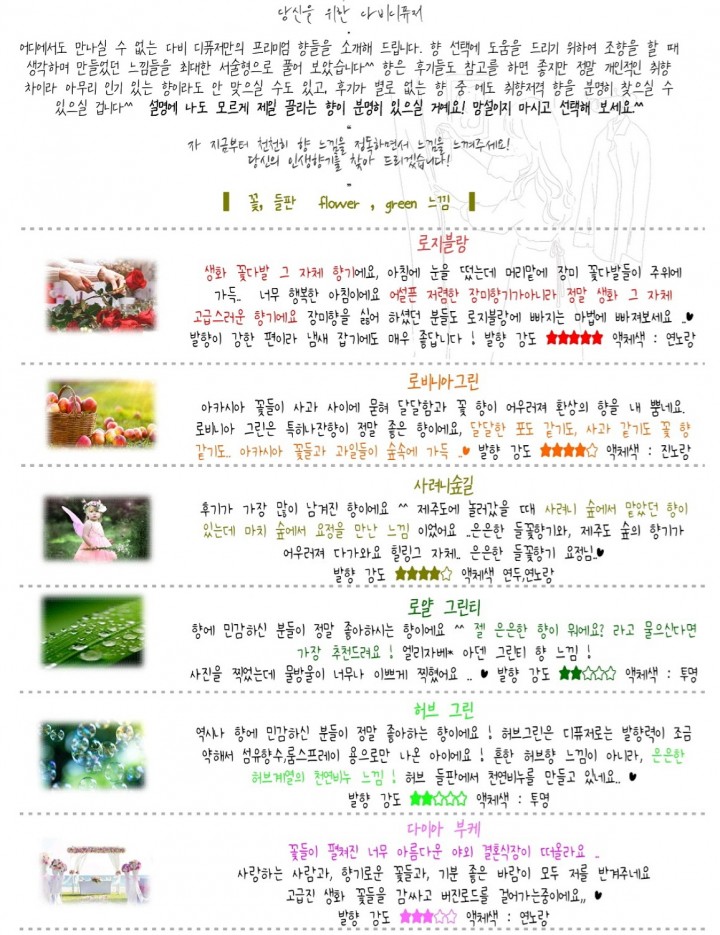 당신을 위한 다비디퓨저
어디에서도 만나실 수 없는 다비 디퓨저만의 프리미엄 향들을 소개해 드립니다. 향 선택에 도움을 드리기 위하여 조향을 할 때
생각하며 만들었던 느낌들을 최대한 서술형으로 풀어 보았습니다^^ 향은 후기들도 참고를 하면 좋지만 정말 개인적인 취향
차이라 아무리 인기 있는 향이라도 안 맞으실 수도 있고, 후기가 별로 없는 향 중 에도 취향저격 향을 분명히 찾으실 수
있으실 겁니다^^ 설명에 나도 모르게 제일 끌리는 향이 분명히 있으실 거예요! 망설이지 마시고 선택해 보세요.^^
자 지금부터 천천히 향 느낌을 정독하면서 느낌을 느껴주세요!
당신의 인생향기를 찾아 드리겠습니다!
꽃, 들판 flower , green 느낌
로지블랑
생화 꽃다발 그 자체 향기에요, 아침에 눈을 떴는데 머리맡에 장미 꽃다발들이 주위에
가득.. 너무 행복한 아침이에요 어설픈 저렴한 장미향기가아니라 정말 생화 그 자체
고급스러운 향기에요 장미향을 싫어 하셨던 분들도 로지블랑에 빠지는 마법에 빠져보세요 ..♥
발향이 강한 편이라 냄새 잡기에도 매우 좋답니다 ! 발향 강도 ★★★★★ 액체색 : 연노랑
로비니아그린
아카시아 꽃들이 사과 사이에 묻혀 달달함과 꽃 향이 어우러져 환상의 향을 내 뿜네요.
로비니아 그린은 특히나잔향이 정말 좋은 향이에요, 달달한 포도 같기도, 사과 같기도 꽃 향
같기도.. 아카시아 꽃들과 과일들이 숲속에 가득 ..♥ 발향 강도 ★★★★☆ 액체색 : 진노랑
사려니숲길
후기가 가장 많이 남겨진 향이에요 ^^ 제주도에 놀러갔을 때 사려니 숲에서 맡았던 향이
있는데 마치 숲에서 요정을 만난 느낌 이었어요 ..은은한 들꽃향기와, 제주도 숲의 향기가
어우러져 다가와요 힐링그 자체.. 은은한 들꽃향기 요정님..♥
발향 강도 ★★★★☆ 액체색 연두,연노랑
로얄 그린티
향에 민감하신 분들이 정말 좋아하시는 향이에요 ^^ 젤 은은한 향이 뭐에요? 라고 물으신다면
가장 추천드려요 ! 엘리자베* 아덴 그린티 향 느낌 !
사진을 찍었는데 물방울이 너무나 이쁘게 찍혔어요 .. ♥ 발향 강도 ★★☆☆☆ 액체색 : 투명
허브 그린
역시나 향에 민감하신 분들이 정말 좋아하는 향이에요 ! 허브그린은 디퓨저로는 발향력이 조금
약해서 섬유향수,룸스프레이 용으로만 나온 아이에요 ! 흔한 허브향 느낌이 아니라, 은은한
허브계열의 천연비누 느낌 ! 허브 들판에서 천연비누를 만들고 있네요.. ♥
발향 강도 ★★☆☆☆ 액체색 : 투명
다이아 부케
꽃들이 펼쳐진 너무 아름다운 야외 결혼식장이 떠올라요 ..
사랑하는 사람과, 향기로운 꽃들과, 기분 좋은 바람이 모두 저를 반겨주네요
고급진 생화 꽃들을 감싸고 버진로드를 걸어가는중이에요,, ♥
발향 강도 ★★★☆☆ 액체색 : 연노랑